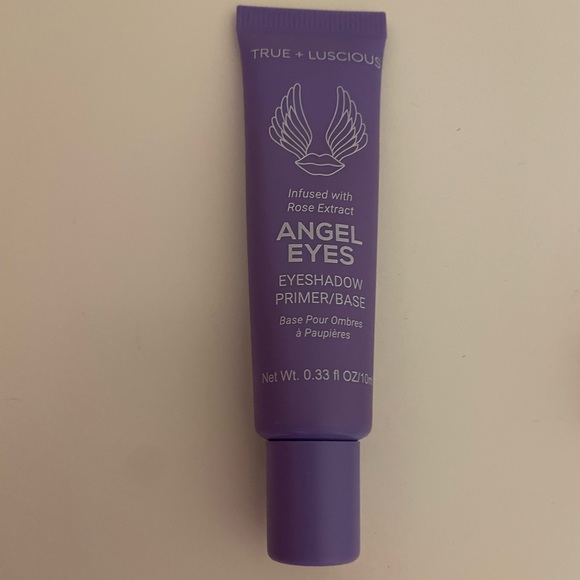 TRUE + LUSCIOUS
Infused with
Rose Extract
ANGEL
EYES
EYESHADOW
PRIMER/BASE
Base Pour Ombres
à Paupières
Net Wt. 0.33 fl OZ/10m